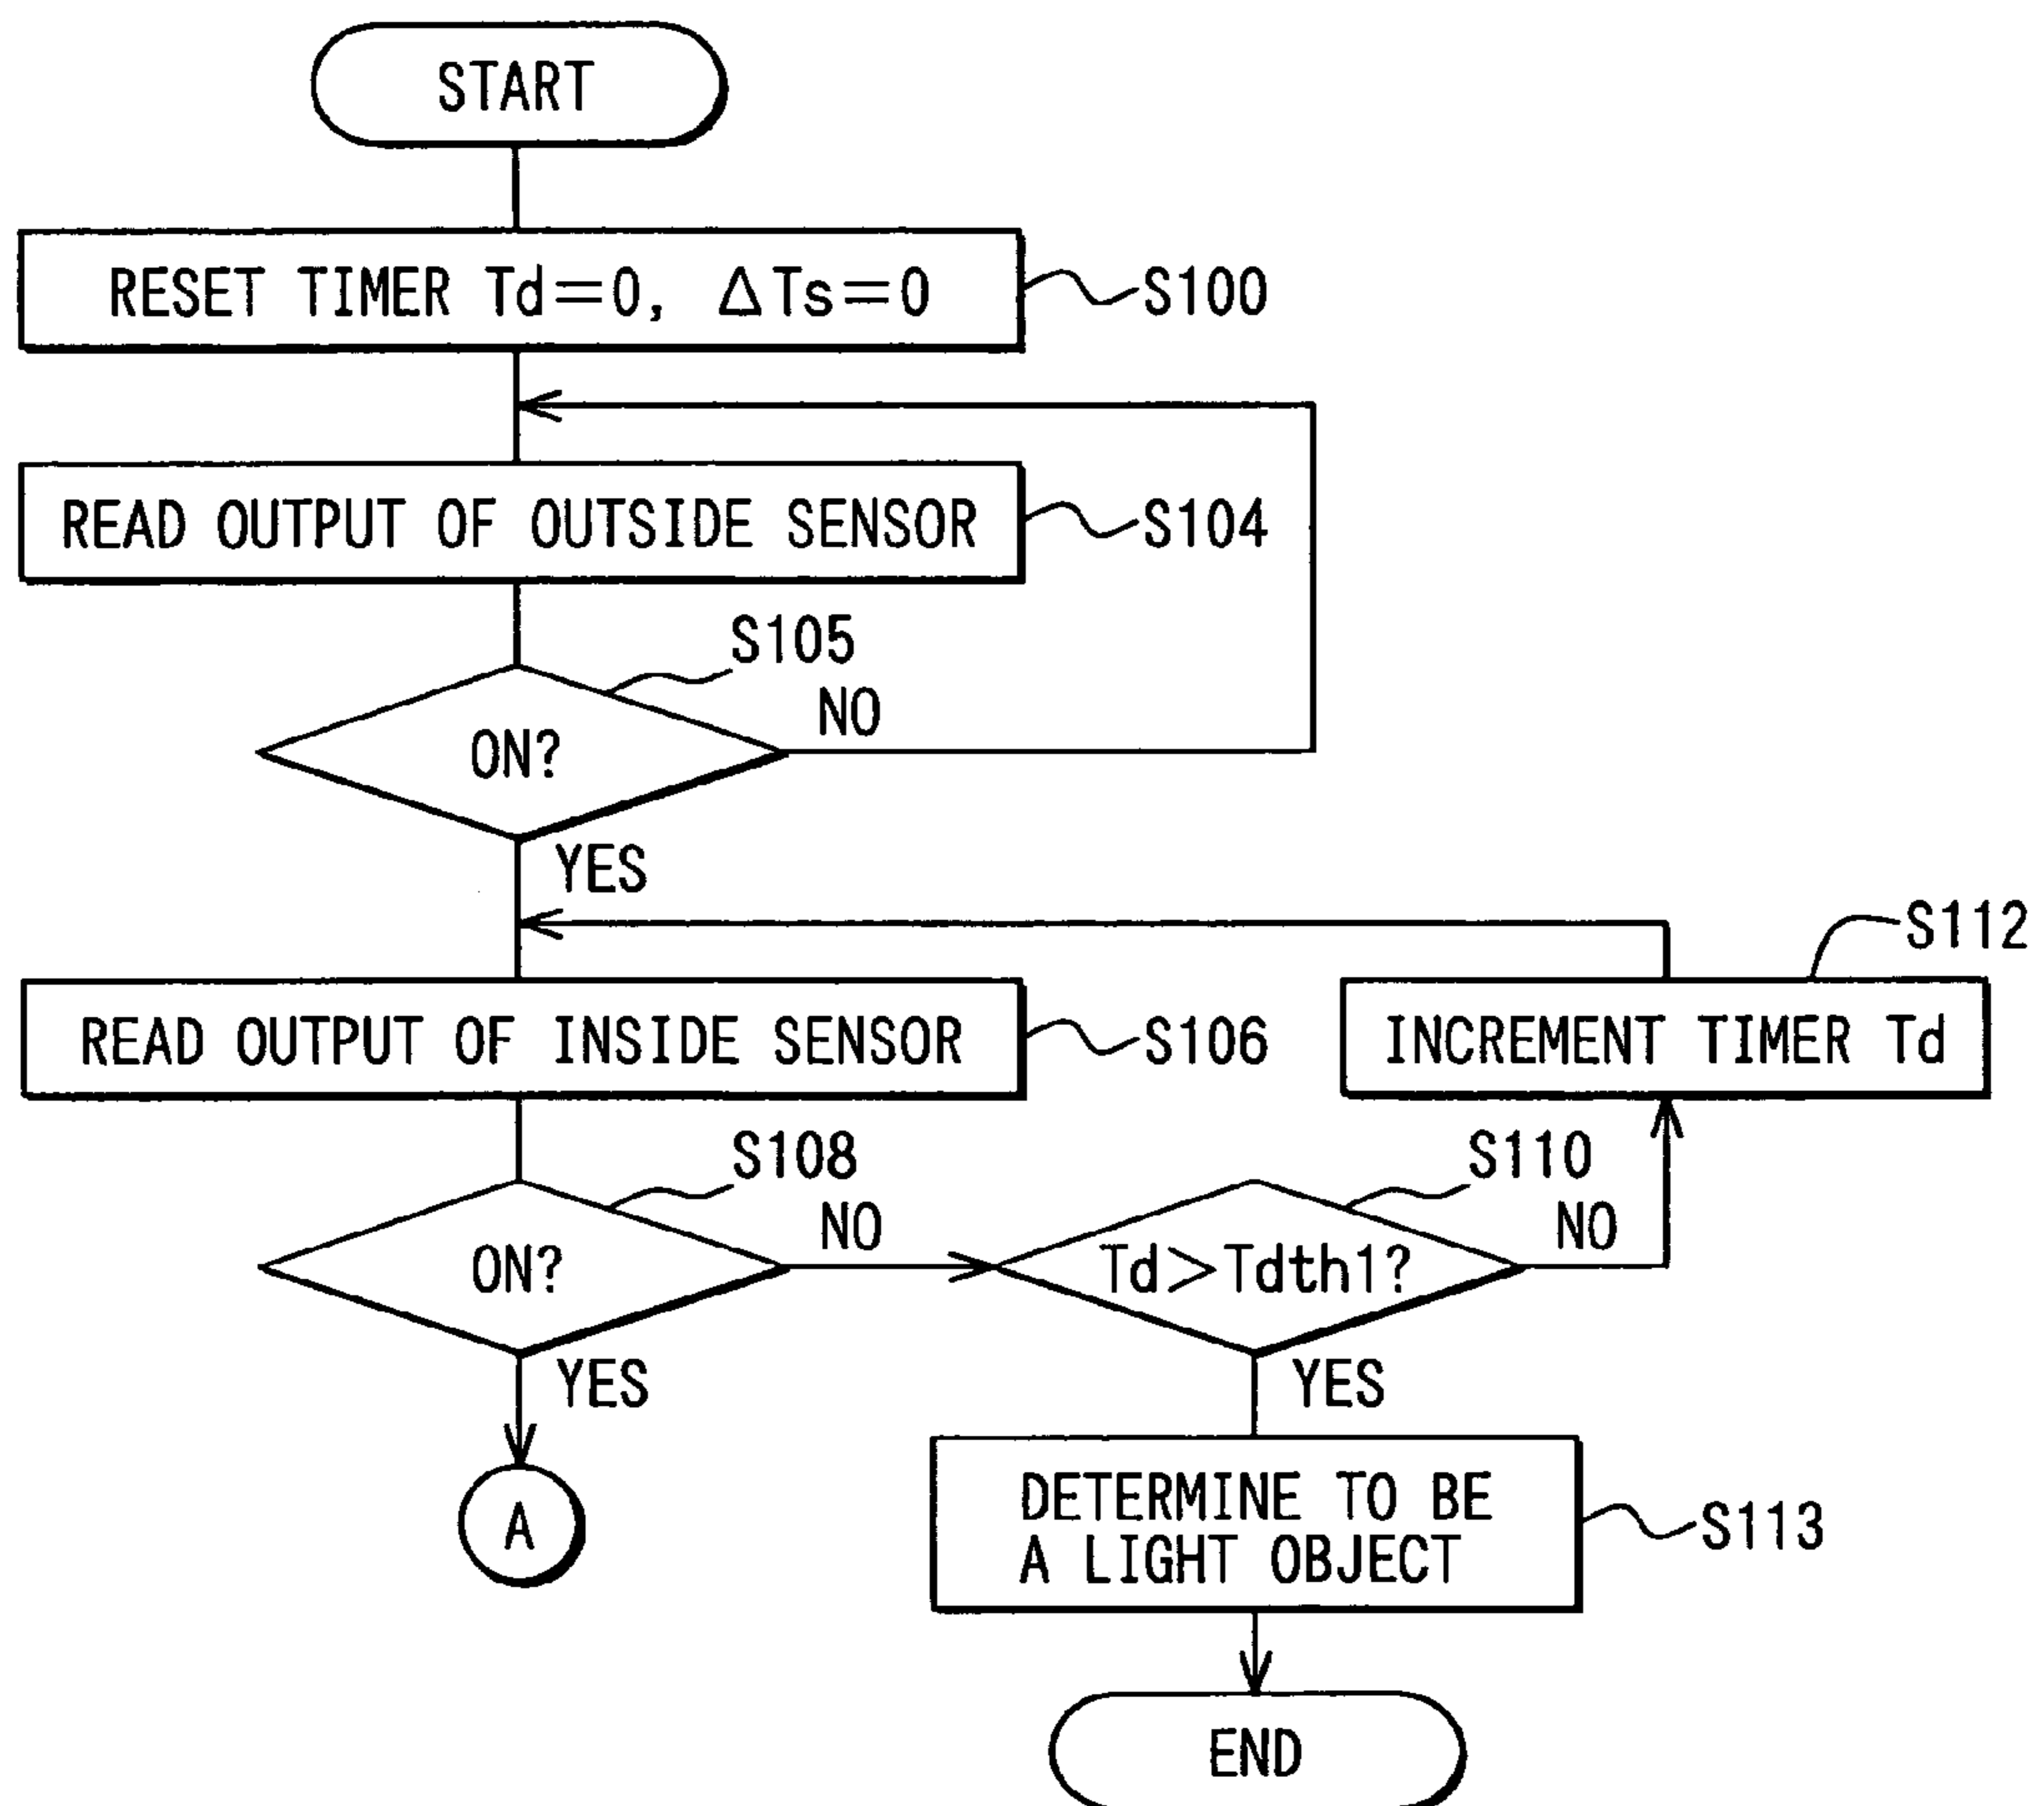 START
RESET TIMER Td=0, ΔTs=0
S100
READ OUTPUT OF OUTSIDE SENSOR
S104
S105
ON?
NO
YES
S112
READ OUTPUT OF INSIDE SENSOR
S106
INCREMENT TIMER Td
S108
ON?
NO
S110
Td>Tdth1?
NO
YES
A
YES
DETERMINE TO BE
A LIGHT OBJECT
S113
END